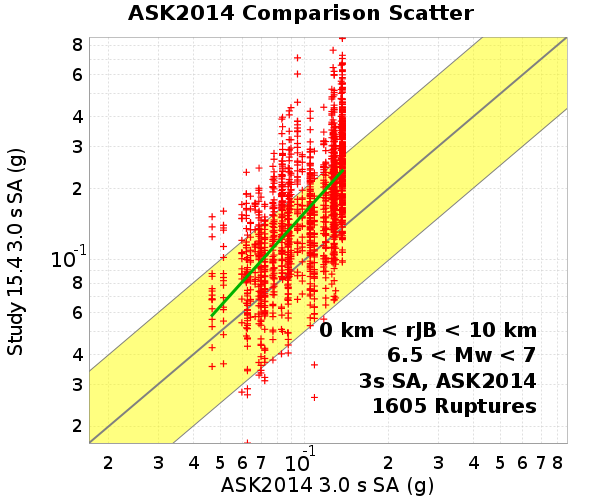 ASK2014 Comparison Scatter
8
6
4
3
2
10-1
8
6
4
3
2
Study 15.4 3.0 s SA (g)
0 km < rJB < 10 km
6.5 < Mw < 7
3s SA, ASK2014
1605 Ruptures
2 3 4 5 6 7 10-1 2 3 4 5 6 7 8
ASK2014 3.0 s SA (g)